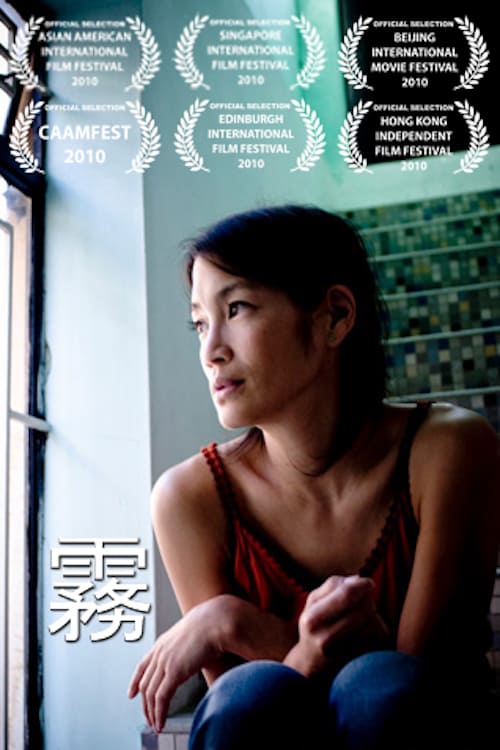 OFFICIAL SELECTION
ASIAN AMERICAN
INTERNATIONAL
FILM FESTIVAL
2010
OFFICIAL SELECTION
SINGAPORE
INTERNATIONAL
FILM FESTIVAL
2010
OFFICIAL SELECTION
BEIJING
INTERNATIONAL
MOVIE FESTIVAL
2010
OFFICIAL SELECTION
CAAMFEST
2010
OFFICIAL SELECTION
EDINBURGH
INTERNATIONAL
FILM FESTIVAL
2010
OFFICIAL SELECTION
HONG KONG
INDEPENDENT
FILM FESTIVAL
2010
霧